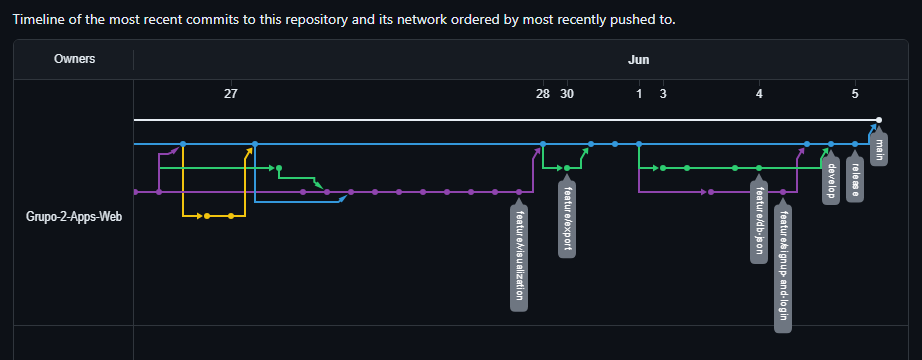 Timeline of the most recent commits to this repository and its network ordered by most recently pushed to.
Owners
Jun
27
28
30
1
3
4
5
Grupo-2-Apps-Web
main
develop
release
feature/export
feature/db-json
feature/visualization
feature/signup-and-login